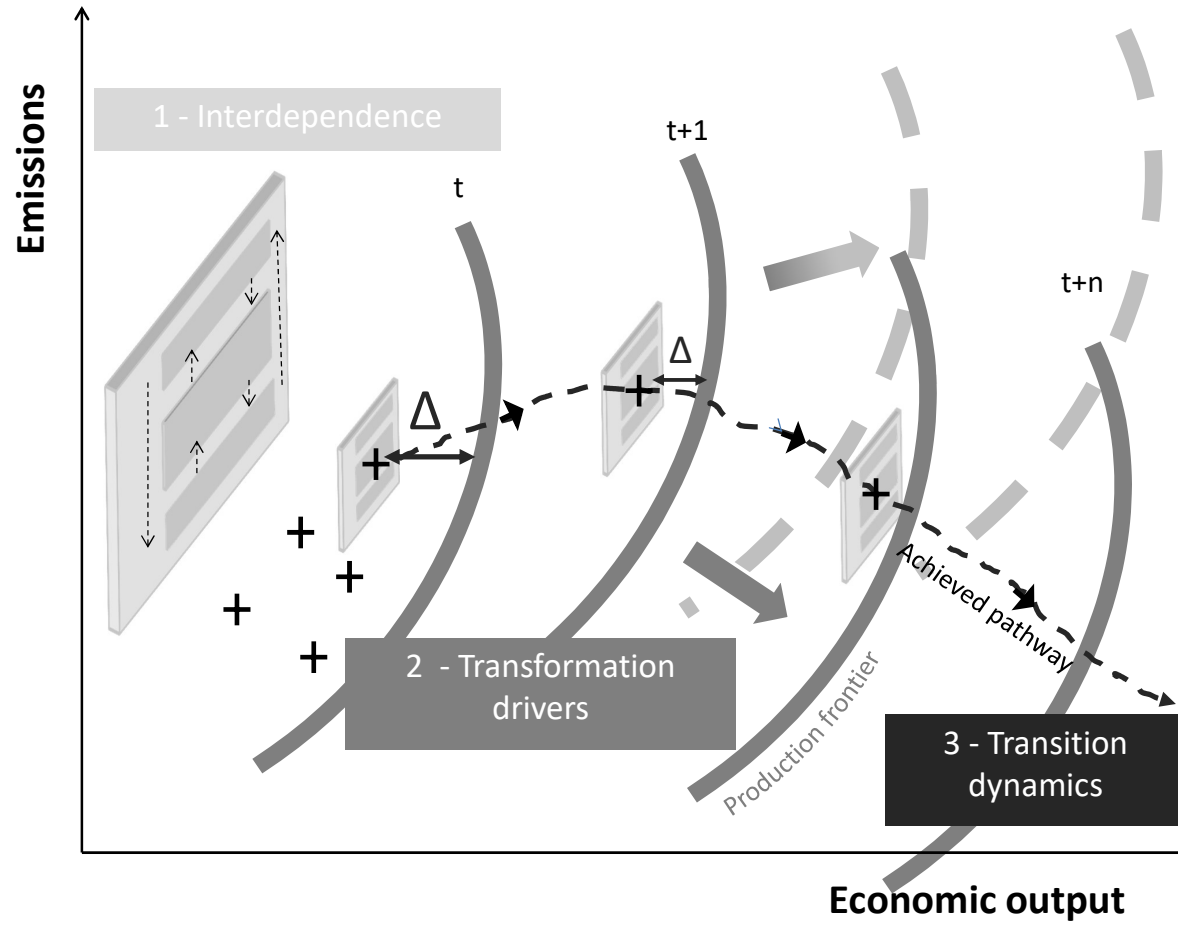 Emissions
1 - Interdependence
t
t+1
t+n
Δ
Δ
Achieved pathway
2 - Transformation
drivers
Production frontier
3 - Transition
dynamics
Economic output